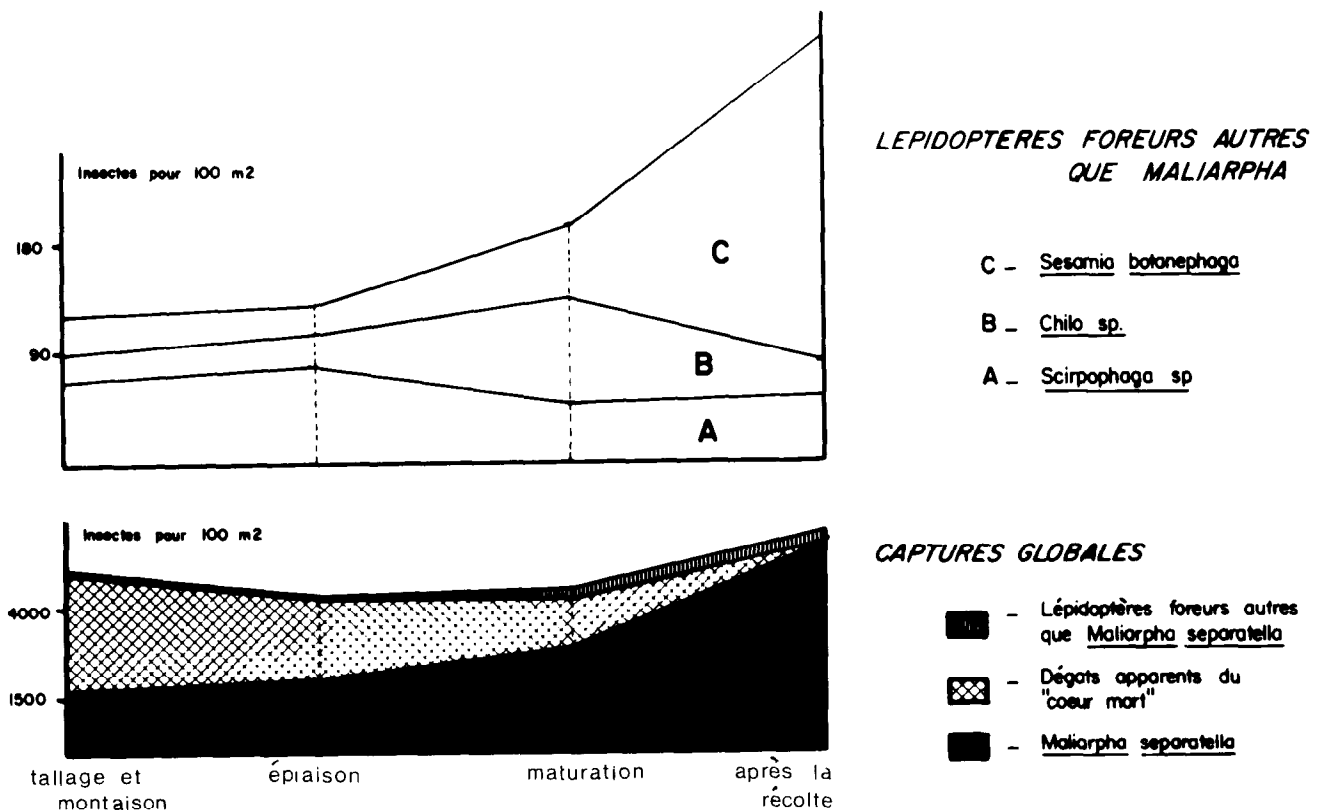 Insectes pour 100 m2
180
90
C
B
A
LEPIDOPTERES FOREURS AUTRES
QUE MALIARPHA
C - Sesamia botanephaga
B - Chilo sp.
A - Scirpophaga sp
Insectes pour 100 m2
4000
1500
tallage et
montaison
épiaison
maturation
après la
récolte
CAPTURES GLOBALES
- Lépidoptères foreurs autres
que Maliarpha separatella
- Dégats apparents du
"coeur mort"
- Maliarpha separatella